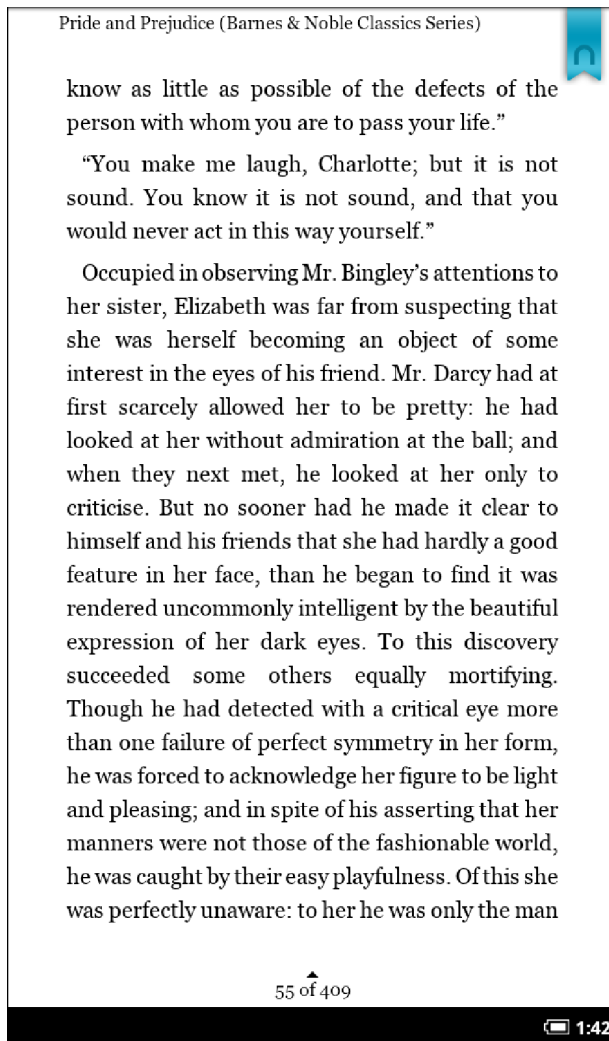 Pride and Prejudice (Barnes & Noble Classics Series)
know as little as possible of the defects of the
person with whom you are to pass your life.”
“You make me laugh, Charlotte; but it is not
sound. You know it is not sound, and that you
would never act in this way yourself.”
Occupied in observing Mr. Bingley’s attentions to
her sister, Elizabeth was far from suspecting that
she was herself becoming an object of some
interest in the eyes of his friend. Mr. Darcy had at
first scarcely allowed her to be pretty: he had
looked at her without admiration at the ball; and
when they next met, he looked at her only to
criticise. But no sooner had he made it clear to
himself and his friends that she had hardly a good
feature in her face, than he began to find it was
rendered uncommonly intelligent by the beautiful
expression of her dark eyes. To this discovery
succeeded some others equally mortifying.
Though he had detected with a critical eye more
than one failure of perfect symmetry in her form,
he was forced to acknowledge her figure to be light
and pleasing; and in spite of his asserting that her
manners were not those of the fashionable world,
he was caught by their easy playfulness. Of this she
was perfectly unaware: to her he was only the man
55 of 409
1:42